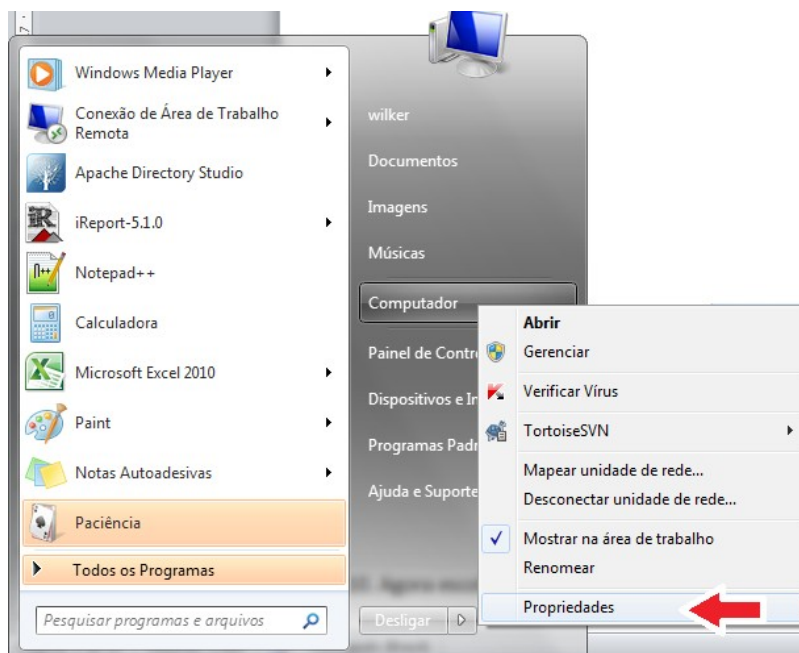 Windows Media Player
Conexão de Área de Trabalho
Remota
Apache Directory Studio
iReport-5.1.0
Notepad++
Calculadora
Microsoft Excel 2010
Paint
Notas Autoadesivas
Paciência
Todos os Programas
Pesquisar programas e arquivos
wilker
Documentos
Imagens
Músicas
Computador
Painel de Contr
Dispositivos e
Programas Padr
Ajuda e Suporte
Desligar
Abrir
Gerenciar
Verificar Vírus
TortoiseSVN
Mapear unidade de rede...
Desconectar unidade de rede...
Mostrar na área de trabalho
Renomear
Propriedades